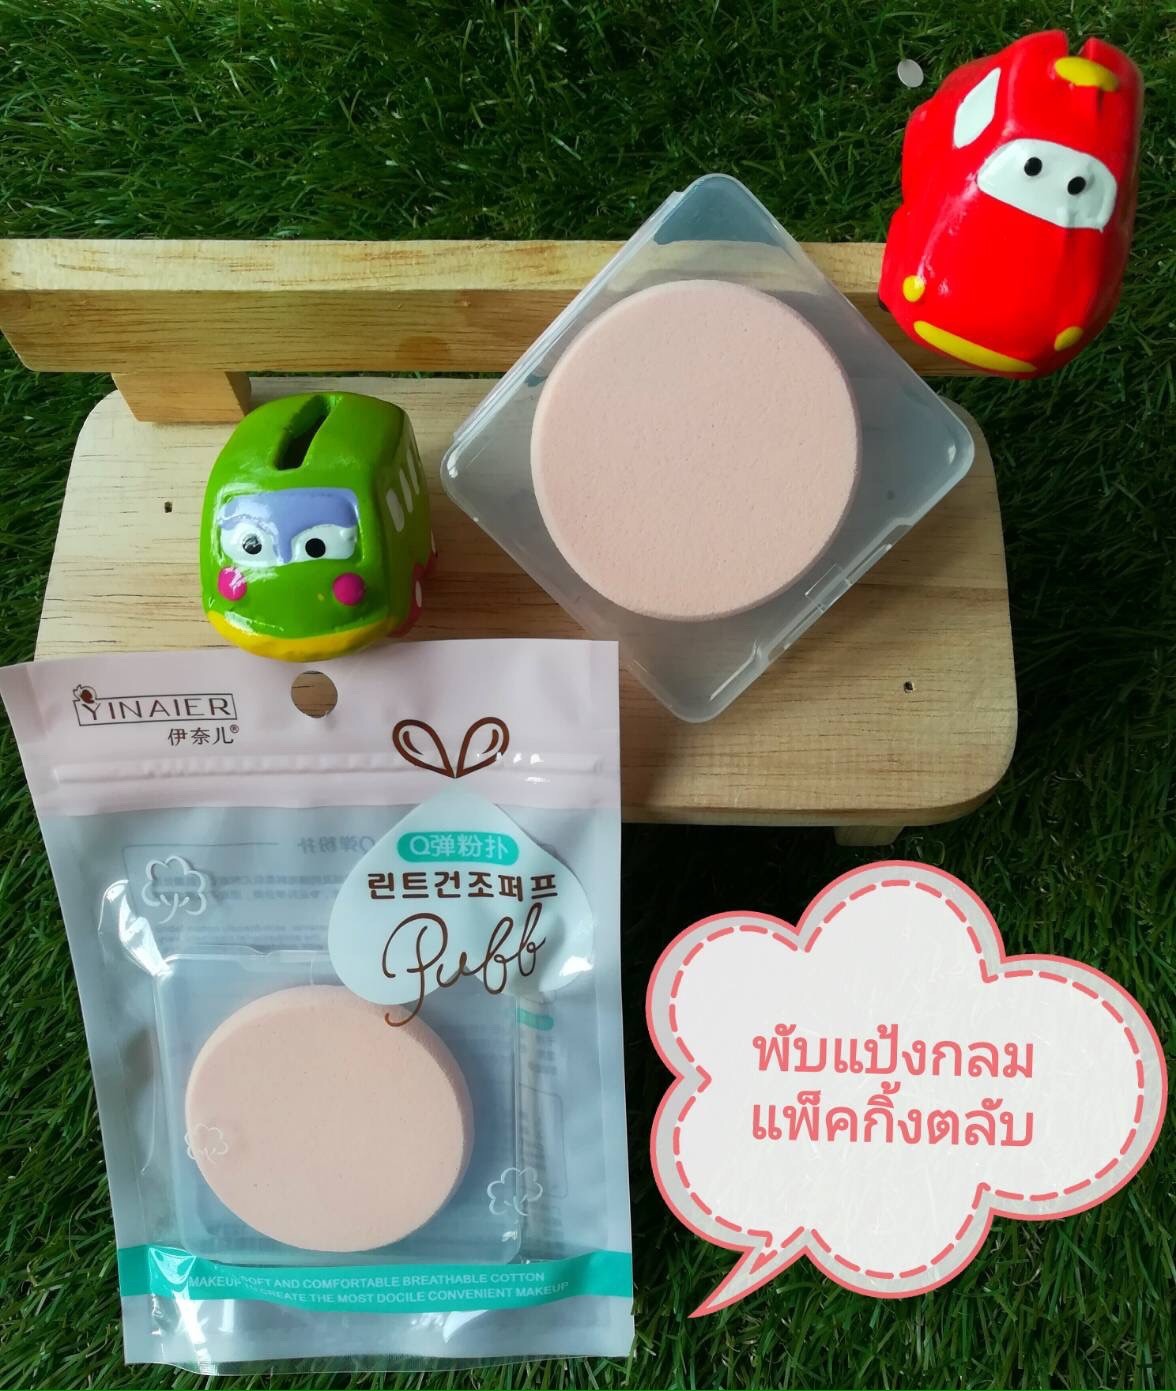 YINAIER
伊奈儿®
Q弹粉扑
린트건조퍼프
Puff
MAKEUP SOFT AND COMFORTABLE BREATHABLE COTTON
CREATE THE MOST DOCILE CONVENIENT MAKEUP
พับแป้งกลม
แพ็คกิ้งตลับ